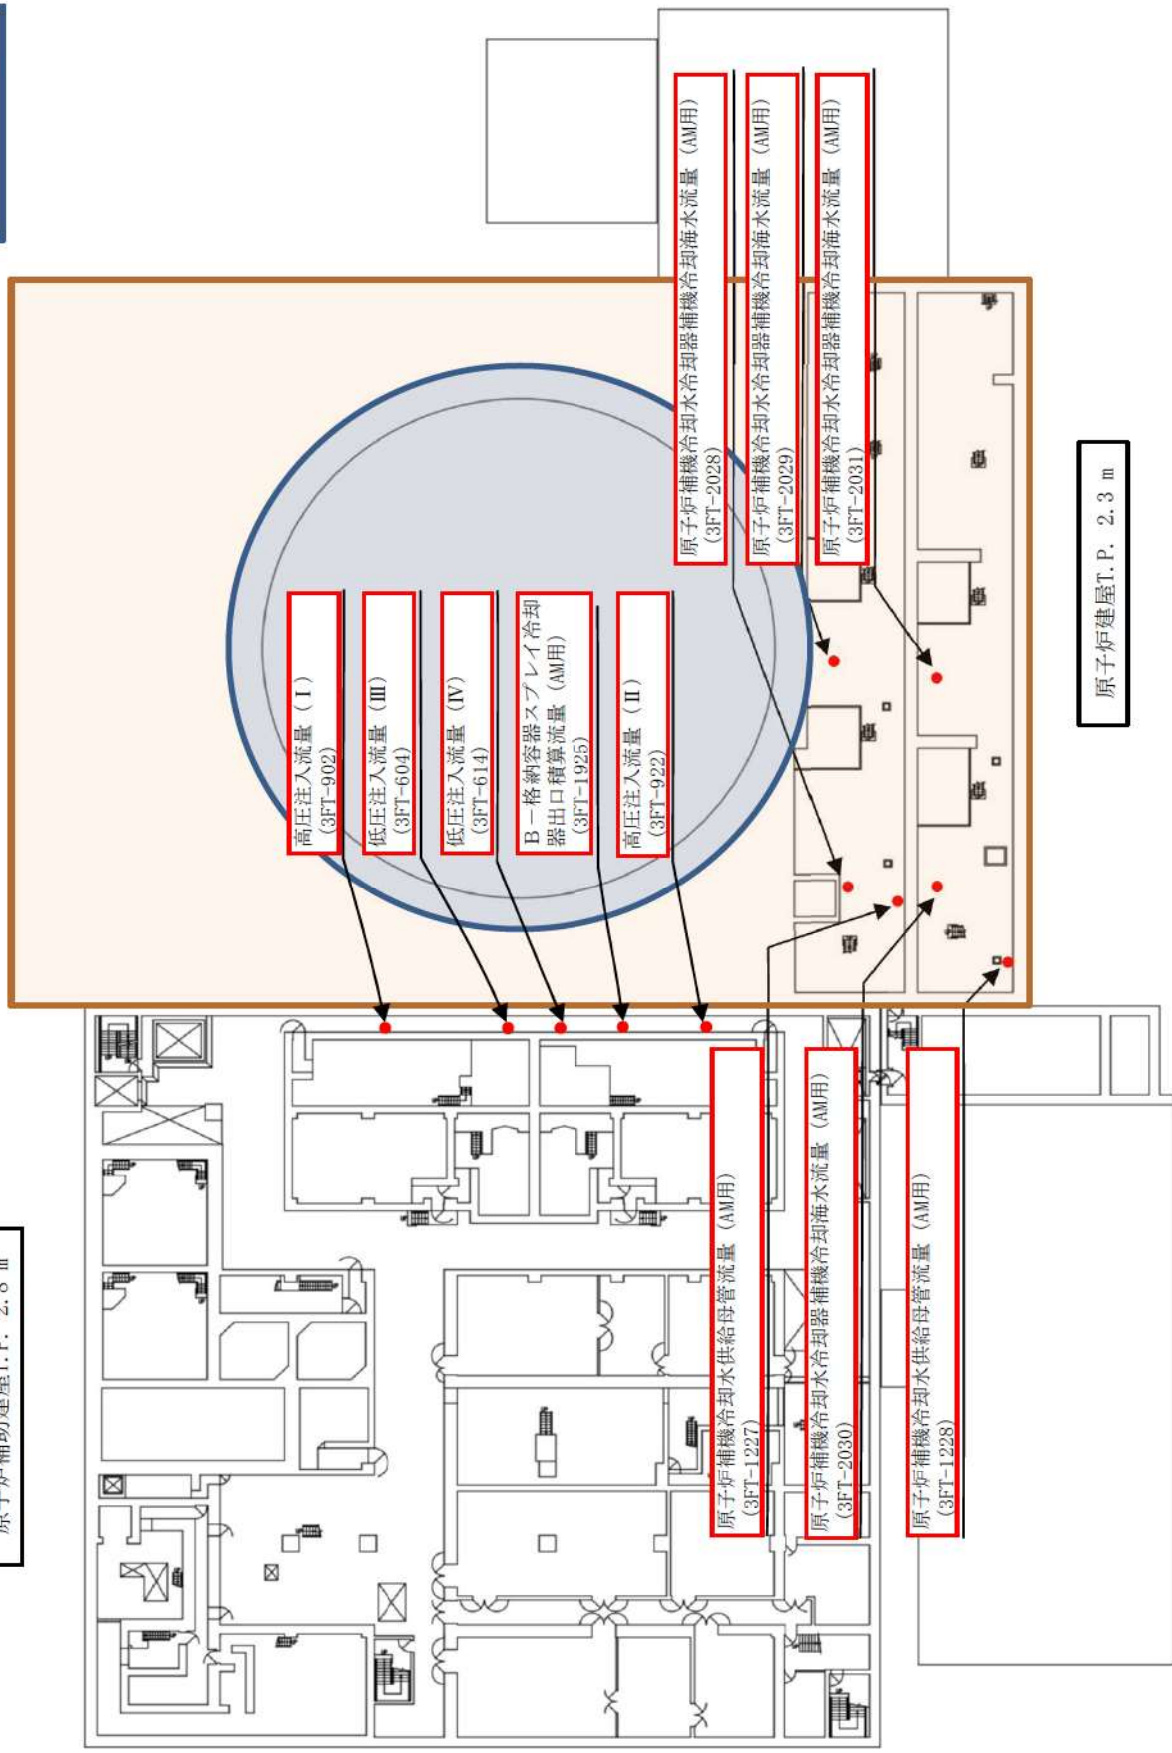 原子炉補機冷却水冷却器補機冷却海水流量（AM用）
(3FT-2028)
原子炉補機冷却水冷却器補機冷却海水流量（AM用）
(3FT-2029)
原子炉補機冷却水冷却器補機冷却海水流量（AM用）
(3FT-2031)
高圧注入流量（Ⅰ）
(3FT-902)
低圧注入流量（Ⅲ）
(3FT-604)
低圧注入流量（Ⅳ）
(3FT-614)
B－格納容器スプレイ冷却
器出口積算流量（AM用）
(3FT-1925)
高圧注入流量（Ⅱ）
(3FT-922)
原子炉建屋T.P. 2.3 m
原子炉補機冷却水供給母管流量（AM用）
(3FT-1227)
原子炉補機冷却水冷却器補機冷却海水流量（AM用）
(3FT-2030)
原子炉補機冷却水供給母管流量（AM用）
(3FT-1228)
原子炉補助建屋T.P. 2.8 m